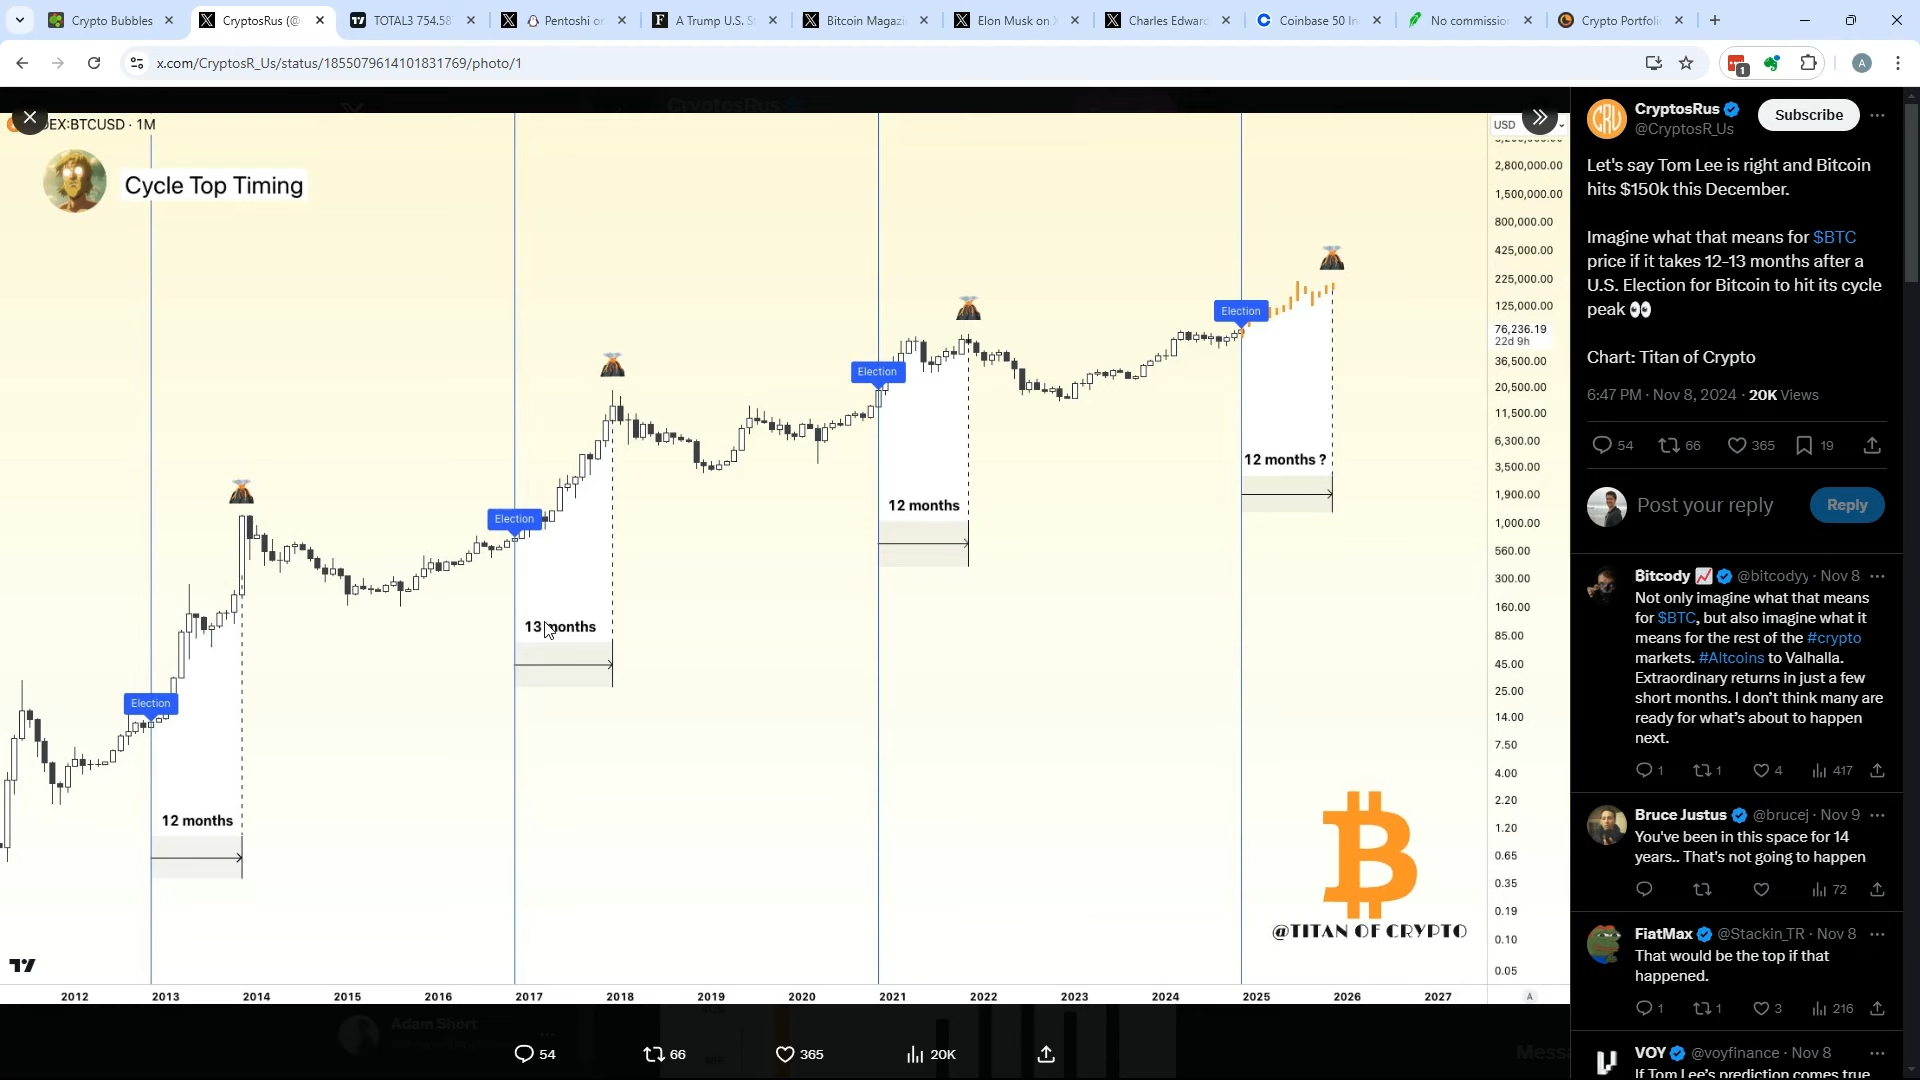 Crypto Bubbles
CryptosRus (@
TOTAL3 754.58
Pentoshi on
A Trump U.S. S
Bitcoin Magazi
Elon Musk on X
Charles Edward
Coinbase 50 In
No commissio
Crypto Portfoli
x.com/CryptosR_Us/status/1855079614101831769/photo/1
1
A
DEX:BTCUSD · 1M
Cycle Top Timing
USD
2,800,000.00
1,500,000.00
800,000.00
425,000.00
225,000.00
125,000.00
76,236.19
22d 9h
36,500.00
20,500.00
11,500.00
6,300.00
3,500.00
1,900.00
1,000.00
560.00
300.00
160.00
85.00
45.00
25.00
14.00
7.50
4.00
2.20
1.20
0.65
0.35
0.19
0.10
0.05
Election
Election
Election
Election
12 months
13 months
12 months
12 months ?
@TITAN OF CRYPTO
2012
2013
2014
2015
2016
2017
2018
2019
2020
2021
2022
2023
2024
2025
2026
2027
A
Adam Short
54
66
365
20K
CryptosRus
@CryptosR_Us
Subscribe
Let's say Tom Lee is right and Bitcoin
hits $150k this December.
Imagine what that means for $BTC
price if it takes 12-13 months after a
U.S. Election for Bitcoin to hit its cycle
peak 👀
Chart: Titan of Crypto
6:47 PM · Nov 8, 2024 · 20K Views
54
66
365
19
Post your reply
Reply
Bitcody 📈 @bitcodyy · Nov 8
Not only imagine what that means
for $BTC, but also imagine what it
means for the rest of the #crypto
markets. #Altcoins to Valhalla.
Extraordinary returns in just a few
short months. I don't think many are
ready for what's about to happen
next.
1
1
4
417
Bruce Justus @brucej · Nov 9
You've been in this space for 14
years.. That's not going to happen
72
FiatMax @Stackin_TR · Nov 8
That would be the top if that
happened.
1
1
3
216
VOY @voyfinance · Nov 8
If Tom Lee's prediction comes true